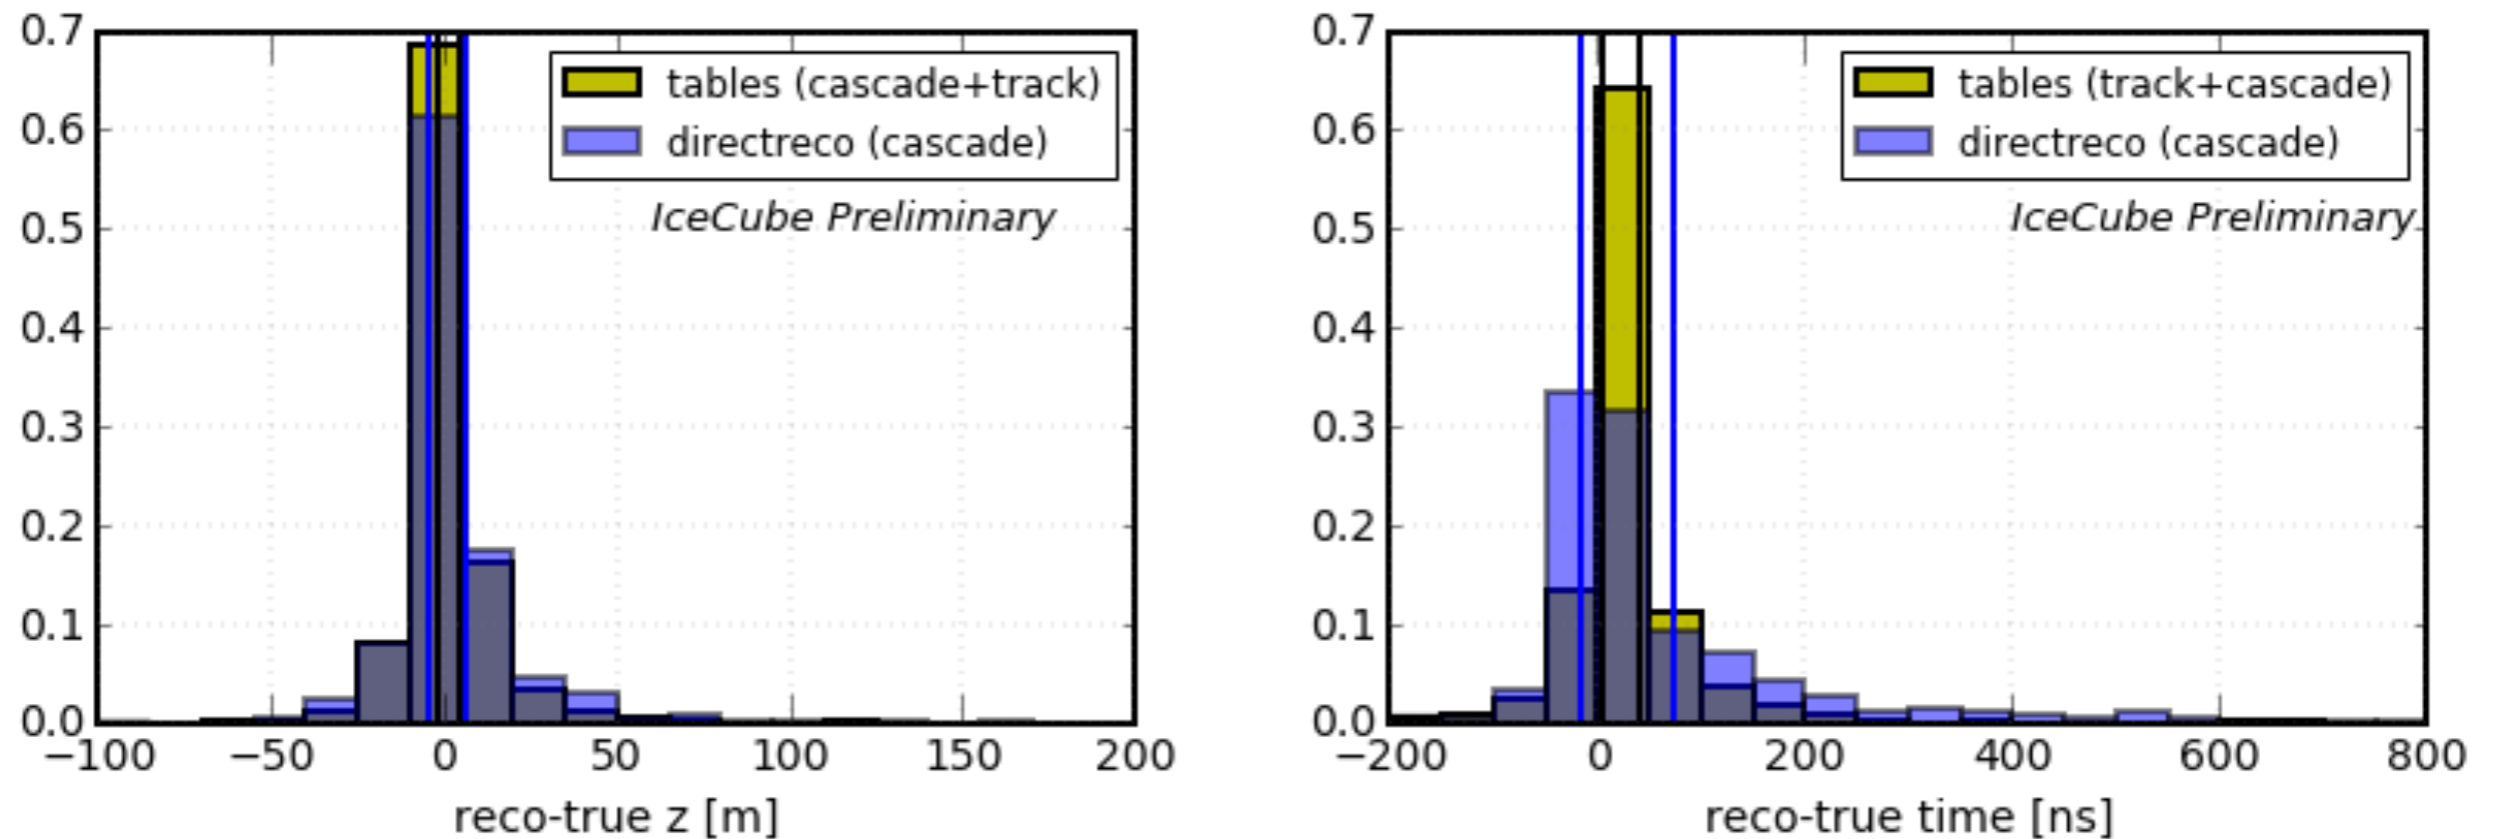 0.7
0.6
0.5
0.4
0.3
0.2
0.1
0.0
−100 −50 0 50 100 150 200
reco-true z [m]
tables (cascade+track)
directreco (cascade)
IceCube Preliminary
0.7
0.6
0.5
0.4
0.3
0.2
0.1
0.0
−200 0 200 400 600 800
reco-true time [ns]
tables (track+cascade)
directreco (cascade)
IceCube Preliminary